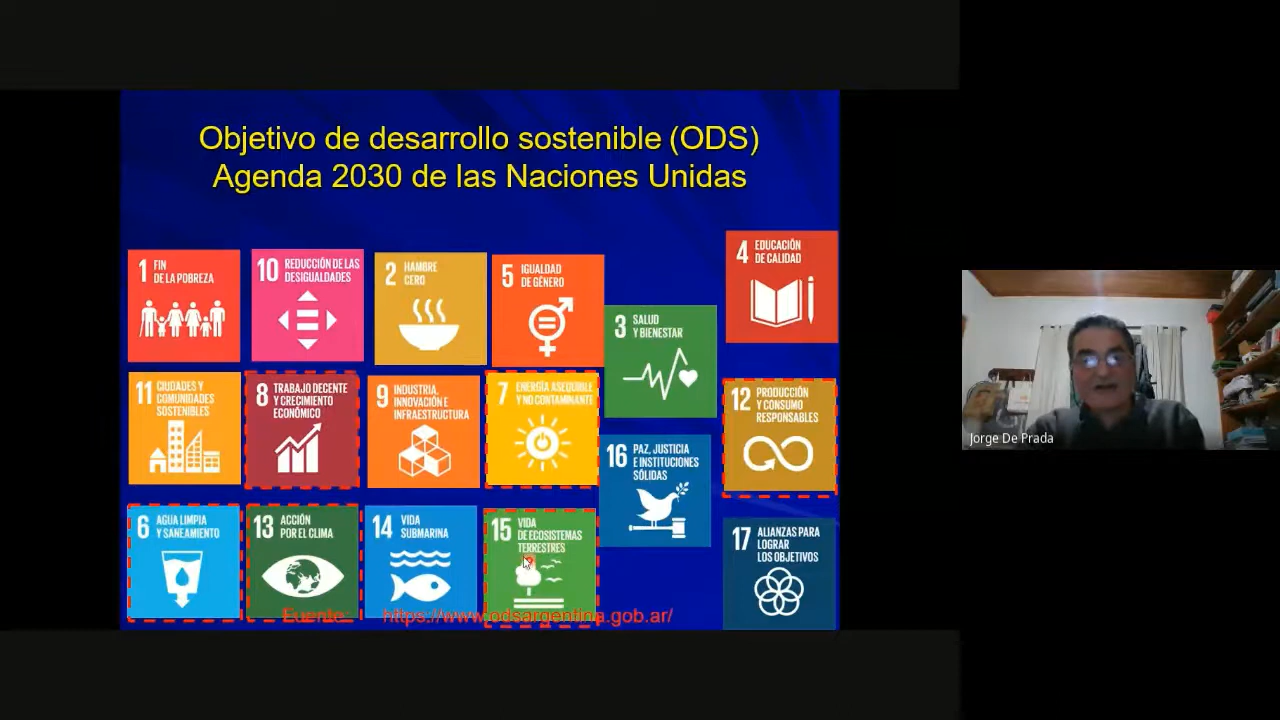 Objetivo de desarrollo sostenible (ODS)
Agenda 2030 de las Naciones Unidas
1 FIN
DE LA POBREZA
10 REDUCCIÓN DE LAS
DESIGUALDADES
2 HAMBRE
CERO
5 IGUALDAD
DE GÉNERO
3 SALUD
Y BIENESTAR
4 EDUCACIÓN
DE CALIDAD
11 CIUDADES Y
COMUNIDADES
SOSTENIBLES
8 TRABAJO DECENTE
Y CRECIMIENTO
ECONÓMICO
9 INDUSTRIA,
INNOVACIÓN E
INFRAESTRUCTURA
7 ENERGÍA ASEQUIBLE
Y NO CONTAMINANTE
16 PAZ, JUSTICIA
E INSTITUCIONES
SÓLIDAS
12 PRODUCCIÓN
Y CONSUMO
RESPONSABLES
6 AGUA LIMPIA
Y SANEAMIENTO
13 ACCIÓN
POR EL CLIMA
14 VIDA
SUBMARINA
15 VIDA
DE ECOSISTEMAS
TERRESTRES
17 ALIANZAS PARA
LOGRAR
LOS OBJETIVOS
Fuente: https://www.odsargentina.gob.ar/
Jorge De Prada